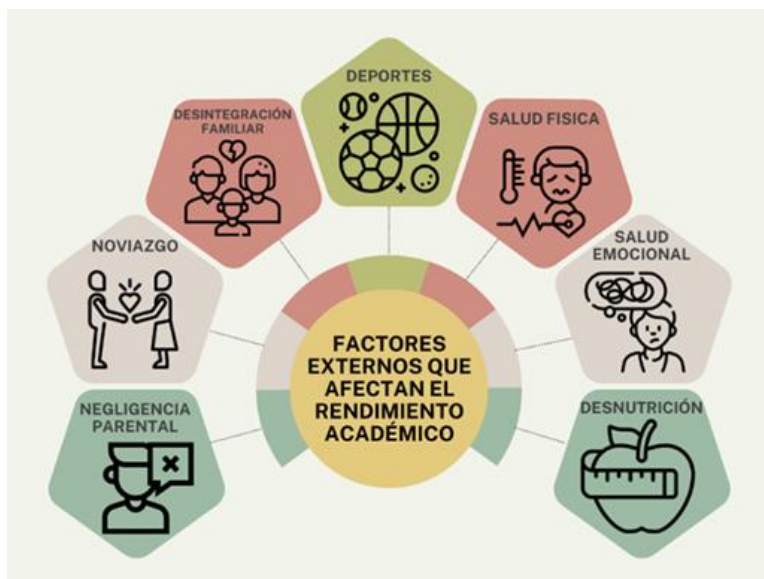 DEPORTES
DESINTEGRACIÓN
FAMILIAR
SALUD FISICA
NOVIAZGO
SALUD
EMOCIONAL
FACTORES
EXTERNOS QUE
AFECTAN EL
RENDIMIENTO
ACADÉMICO
NEGLIGENCIA
PARENTAL
DESNUTRICIÓN